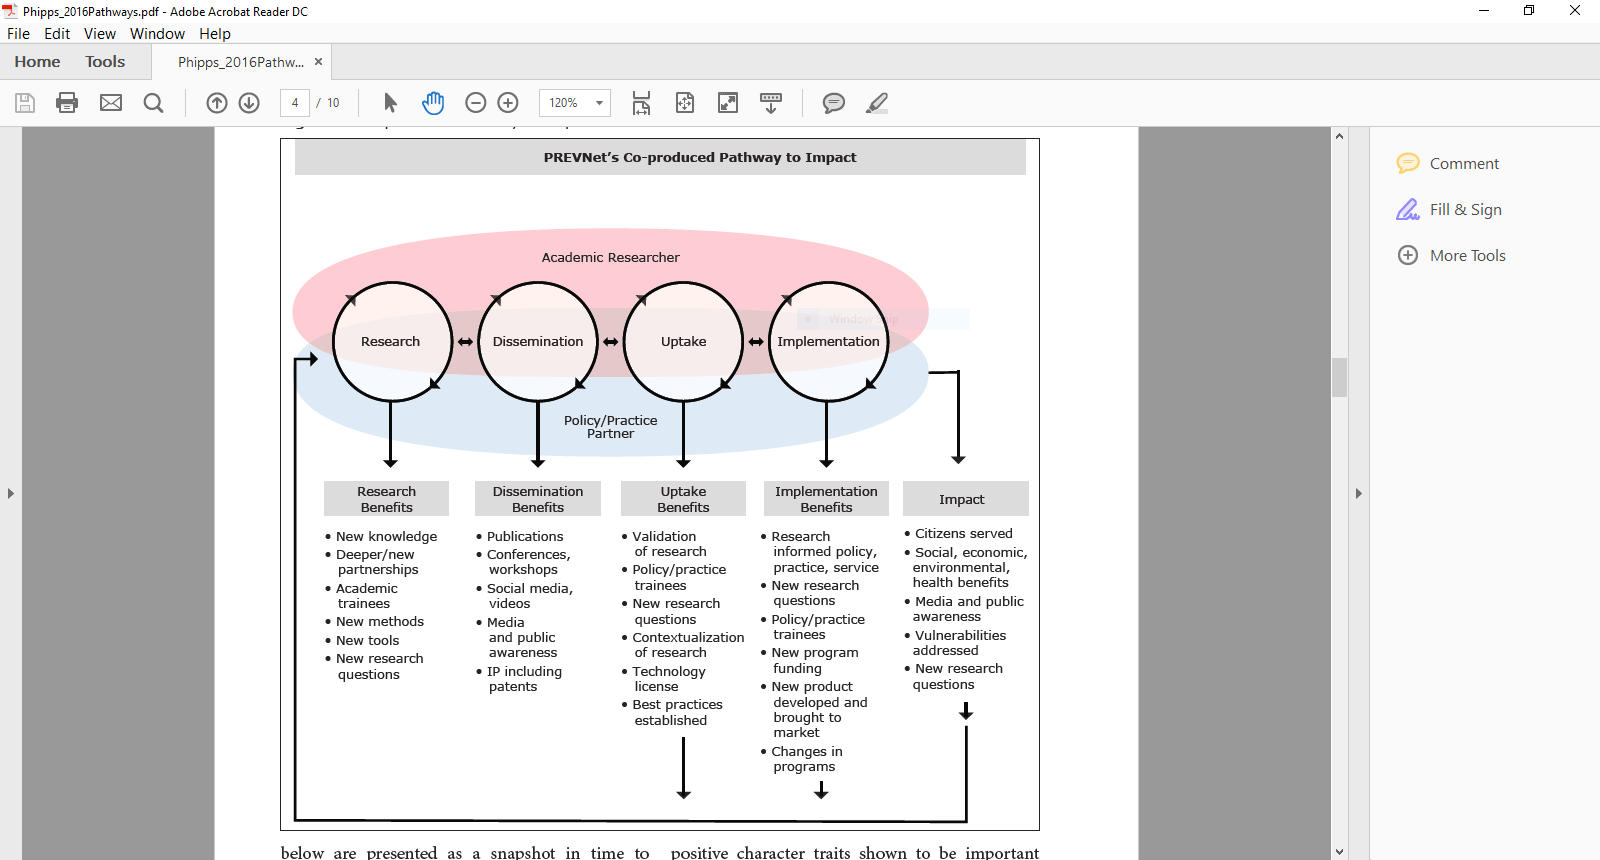 Phipps_2016Pathways.pdf - Adobe Acrobat Reader DC
File Edit View Window Help
Home Tools Phipps_2016Pathw... ×
4 / 10 120%
PREVNet’s Co-produced Pathway to Impact
Academic Researcher
Window Snip
Research Dissemination Uptake Implementation
Policy/Practice
Partner
Research
Benefits
• New knowledge
• Deeper/new
partnerships
• Academic
trainees
• New methods
• New tools
• New research
questions
Dissemination
Benefits
• Publications
• Conferences,
workshops
• Social media,
videos
• Media
and public
awareness
• IP including
patents
Uptake
Benefits
• Validation
of research
• Policy/practice
trainees
• New research
questions
• Contextualization
of research
• Technology
license
• Best practices
established
Implementation
Benefits
• Research
informed policy,
practice, service
• New research
questions
• Policy/practice
trainees
• New program
funding
• New product
developed and
brought to
market
• Changes in
programs
Impact
• Citizens served
• Social, economic,
environmental,
health benefits
• Media and public
awareness
• Vulnerabilities
addressed
• New research
questions
below are presented as a snapshot in time to
positive character traits shown to be important
Comment
Fill & Sign
More Tools